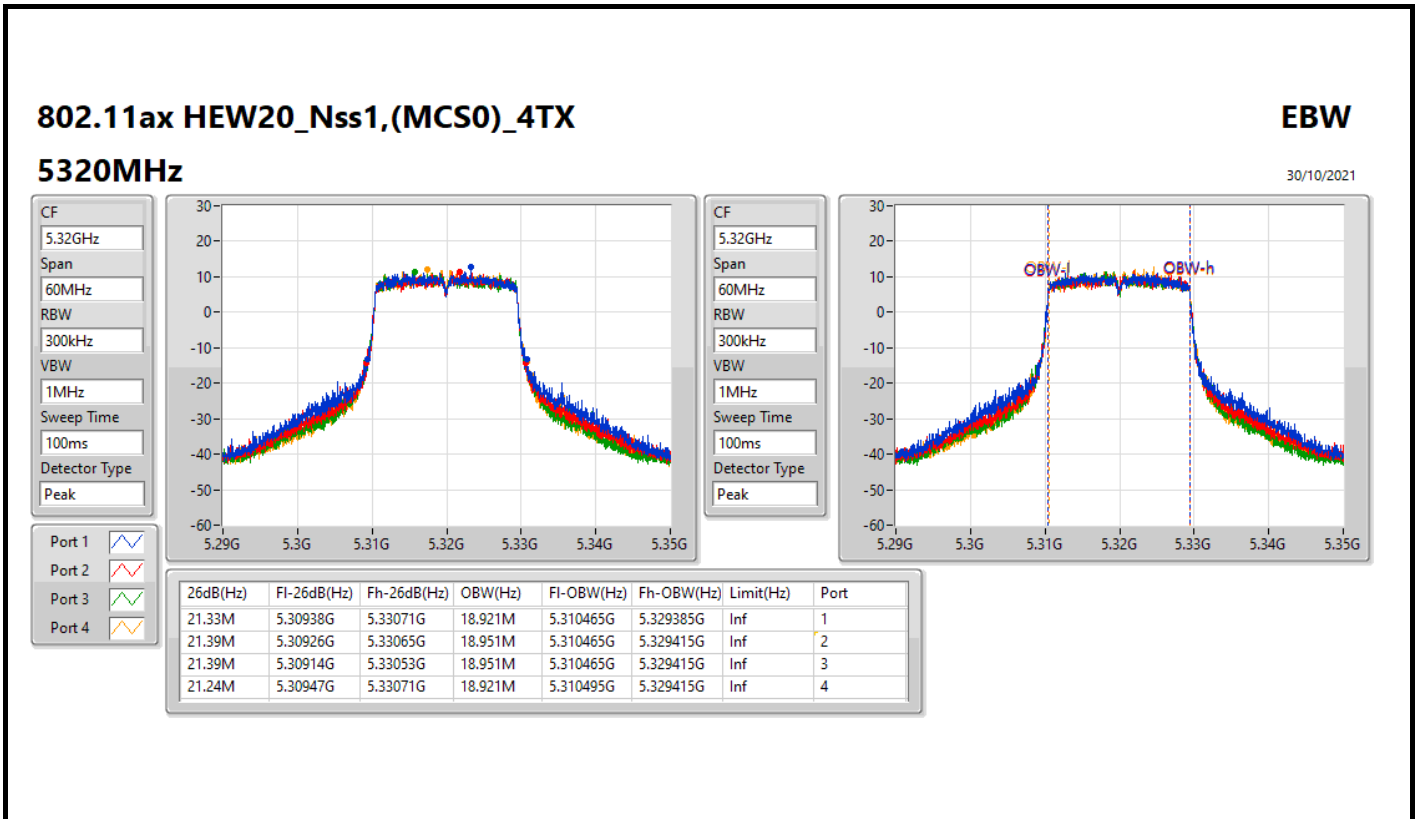 802.11ax HEW20_Nss1,(MCS0)_4TX
EBW
5320MHz
30/10/2021
CF
5.32GHz
Span
60MHz
RBW
300kHz
VBW
1MHz
Sweep Time
100ms
Detector Type
Peak
30
20
10
0
-10
-20
-30
-40
-50
-60
5.29G 5.3G 5.31G 5.32G 5.33G 5.34G 5.35G
CF
5.32GHz
Span
60MHz
RBW
300kHz
VBW
1MHz
Sweep Time
100ms
Detector Type
Peak
30
20
10
0
-10
-20
-30
-40
-50
-60
OBW-l OBW-h
5.29G 5.3G 5.31G 5.32G 5.33G 5.34G 5.35G
Port 1
Port 2
Port 3
Port 4
26dB(Hz) Fl-26dB(Hz) Fh-26dB(Hz) OBW(Hz) Fl-OBW(Hz) Fh-OBW(Hz) Limit(Hz) Port
21.33M 5.30938G 5.33071G 18.921M 5.310465G 5.329385G Inf 1
21.39M 5.30926G 5.33065G 18.951M 5.310465G 5.329415G Inf 2
21.39M 5.30914G 5.33053G 18.951M 5.310465G 5.329415G Inf 3
21.24M 5.30947G 5.33071G 18.921M 5.310495G 5.329415G Inf 4